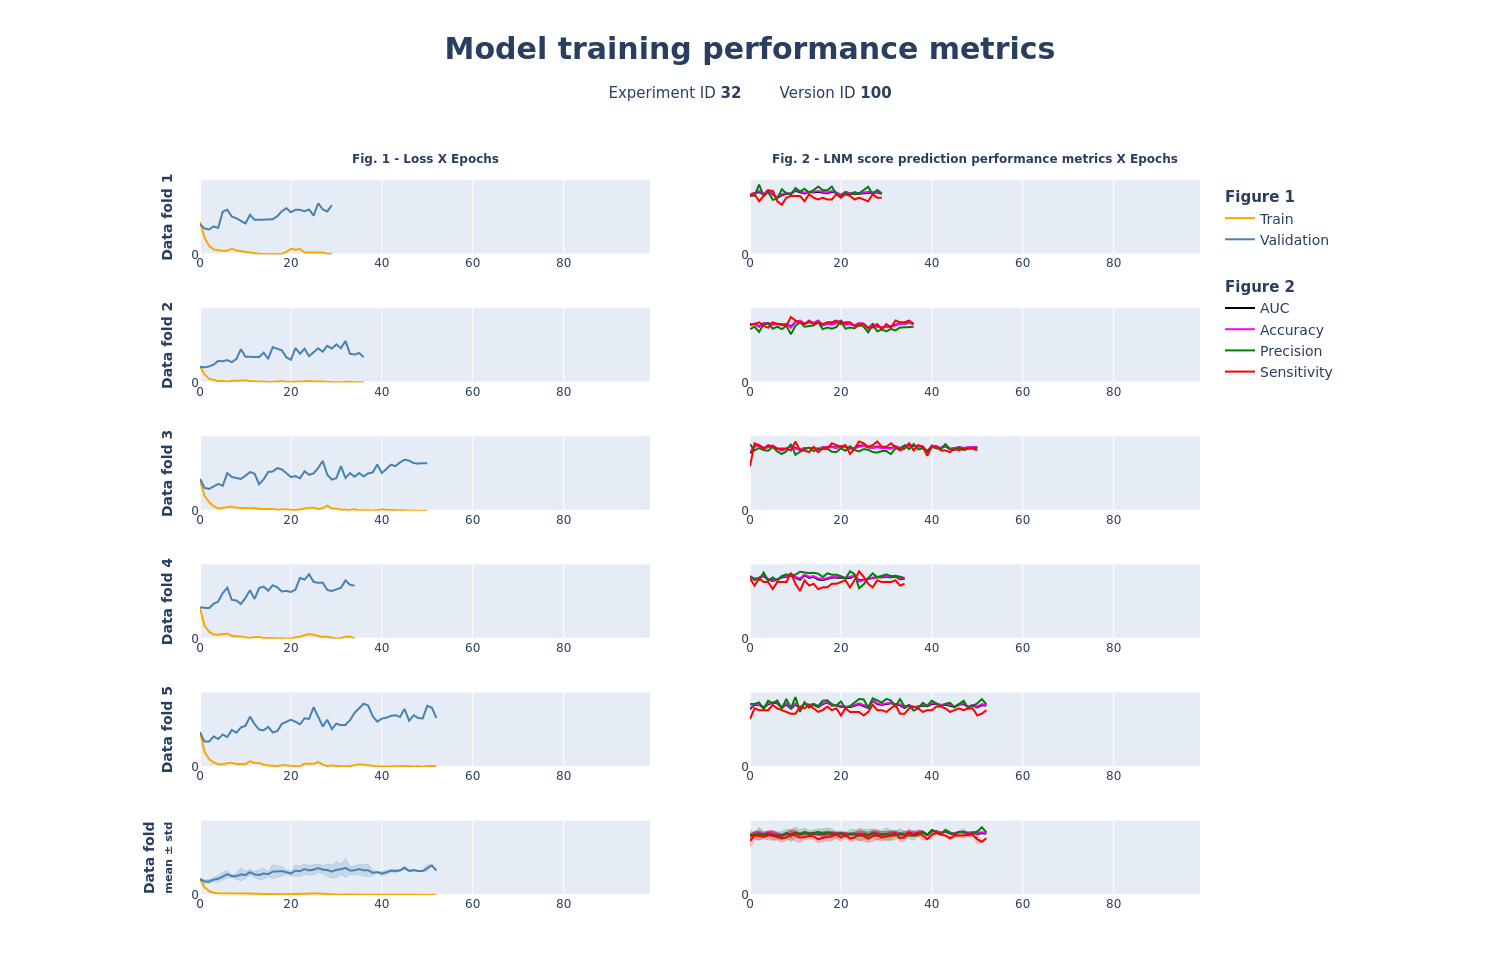 Model training performance metrics
Experiment ID 32 Version ID 100
Fig. 1 - Loss X Epochs
Fig. 2 - LNM score prediction performance metrics X Epochs
Data fold 1
0
0 20 40 60 80
0
0 20 40 60 80
Data fold 2
0
0 20 40 60 80
0
0 20 40 60 80
Data fold 3
0
0 20 40 60 80
0
0 20 40 60 80
Data fold 4
0
0 20 40 60 80
0
0 20 40 60 80
Data fold 5
0
0 20 40 60 80
0
0 20 40 60 80
Data fold
mean ± std
0
0 20 40 60 80
0
0 20 40 60 80
Figure 1
Train
Validation
Figure 2
AUC
Accuracy
Precision
Sensitivity